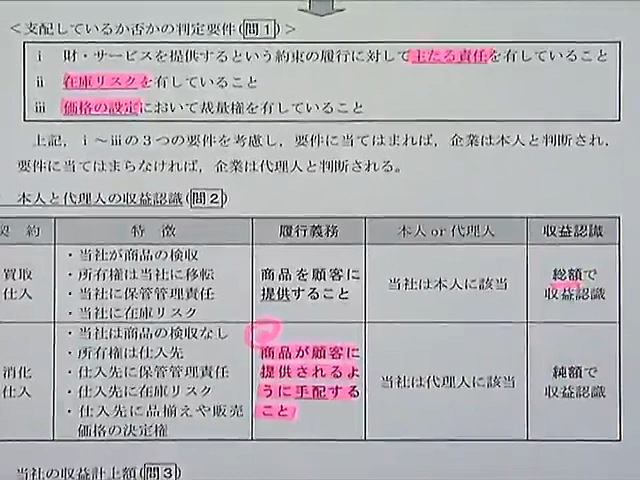 ＜支配しているか否かの判定要件(問1)＞
ⅰ 財・サービスを提供するという約束の履行に対して主たる責任を有していること
ⅱ 在庫リスクを有していること
ⅲ 価格の設定において裁量権を有していること
上記，ⅰ～ⅲの3つの要件を考慮し，要件に当てはまれば，企業は本人と判断され，
要件に当てはまらなければ，企業は代理人と判断される。
本人と代理人の収益認識(問2)
契約 特徴 履行義務 本人or代理人 収益認識
買取
仕入
・当社が商品の検収
・所有権は当社に移転
・当社に保管管理責任
・当社に在庫リスク
商品を顧客に
提供すること
当社は本人に該当
総額で
収益認識
消化
仕入
・当社は商品の検収なし
・所有権は仕入先
・仕入先に保管管理責任
・仕入先に在庫リスク
・仕入先に品揃えや販売
価格の決定権
商品が顧客に
提供されるよ
うに手配する
こと
当社は代理人に該当
純額で
収益認識
当社の収益計上額(問3)